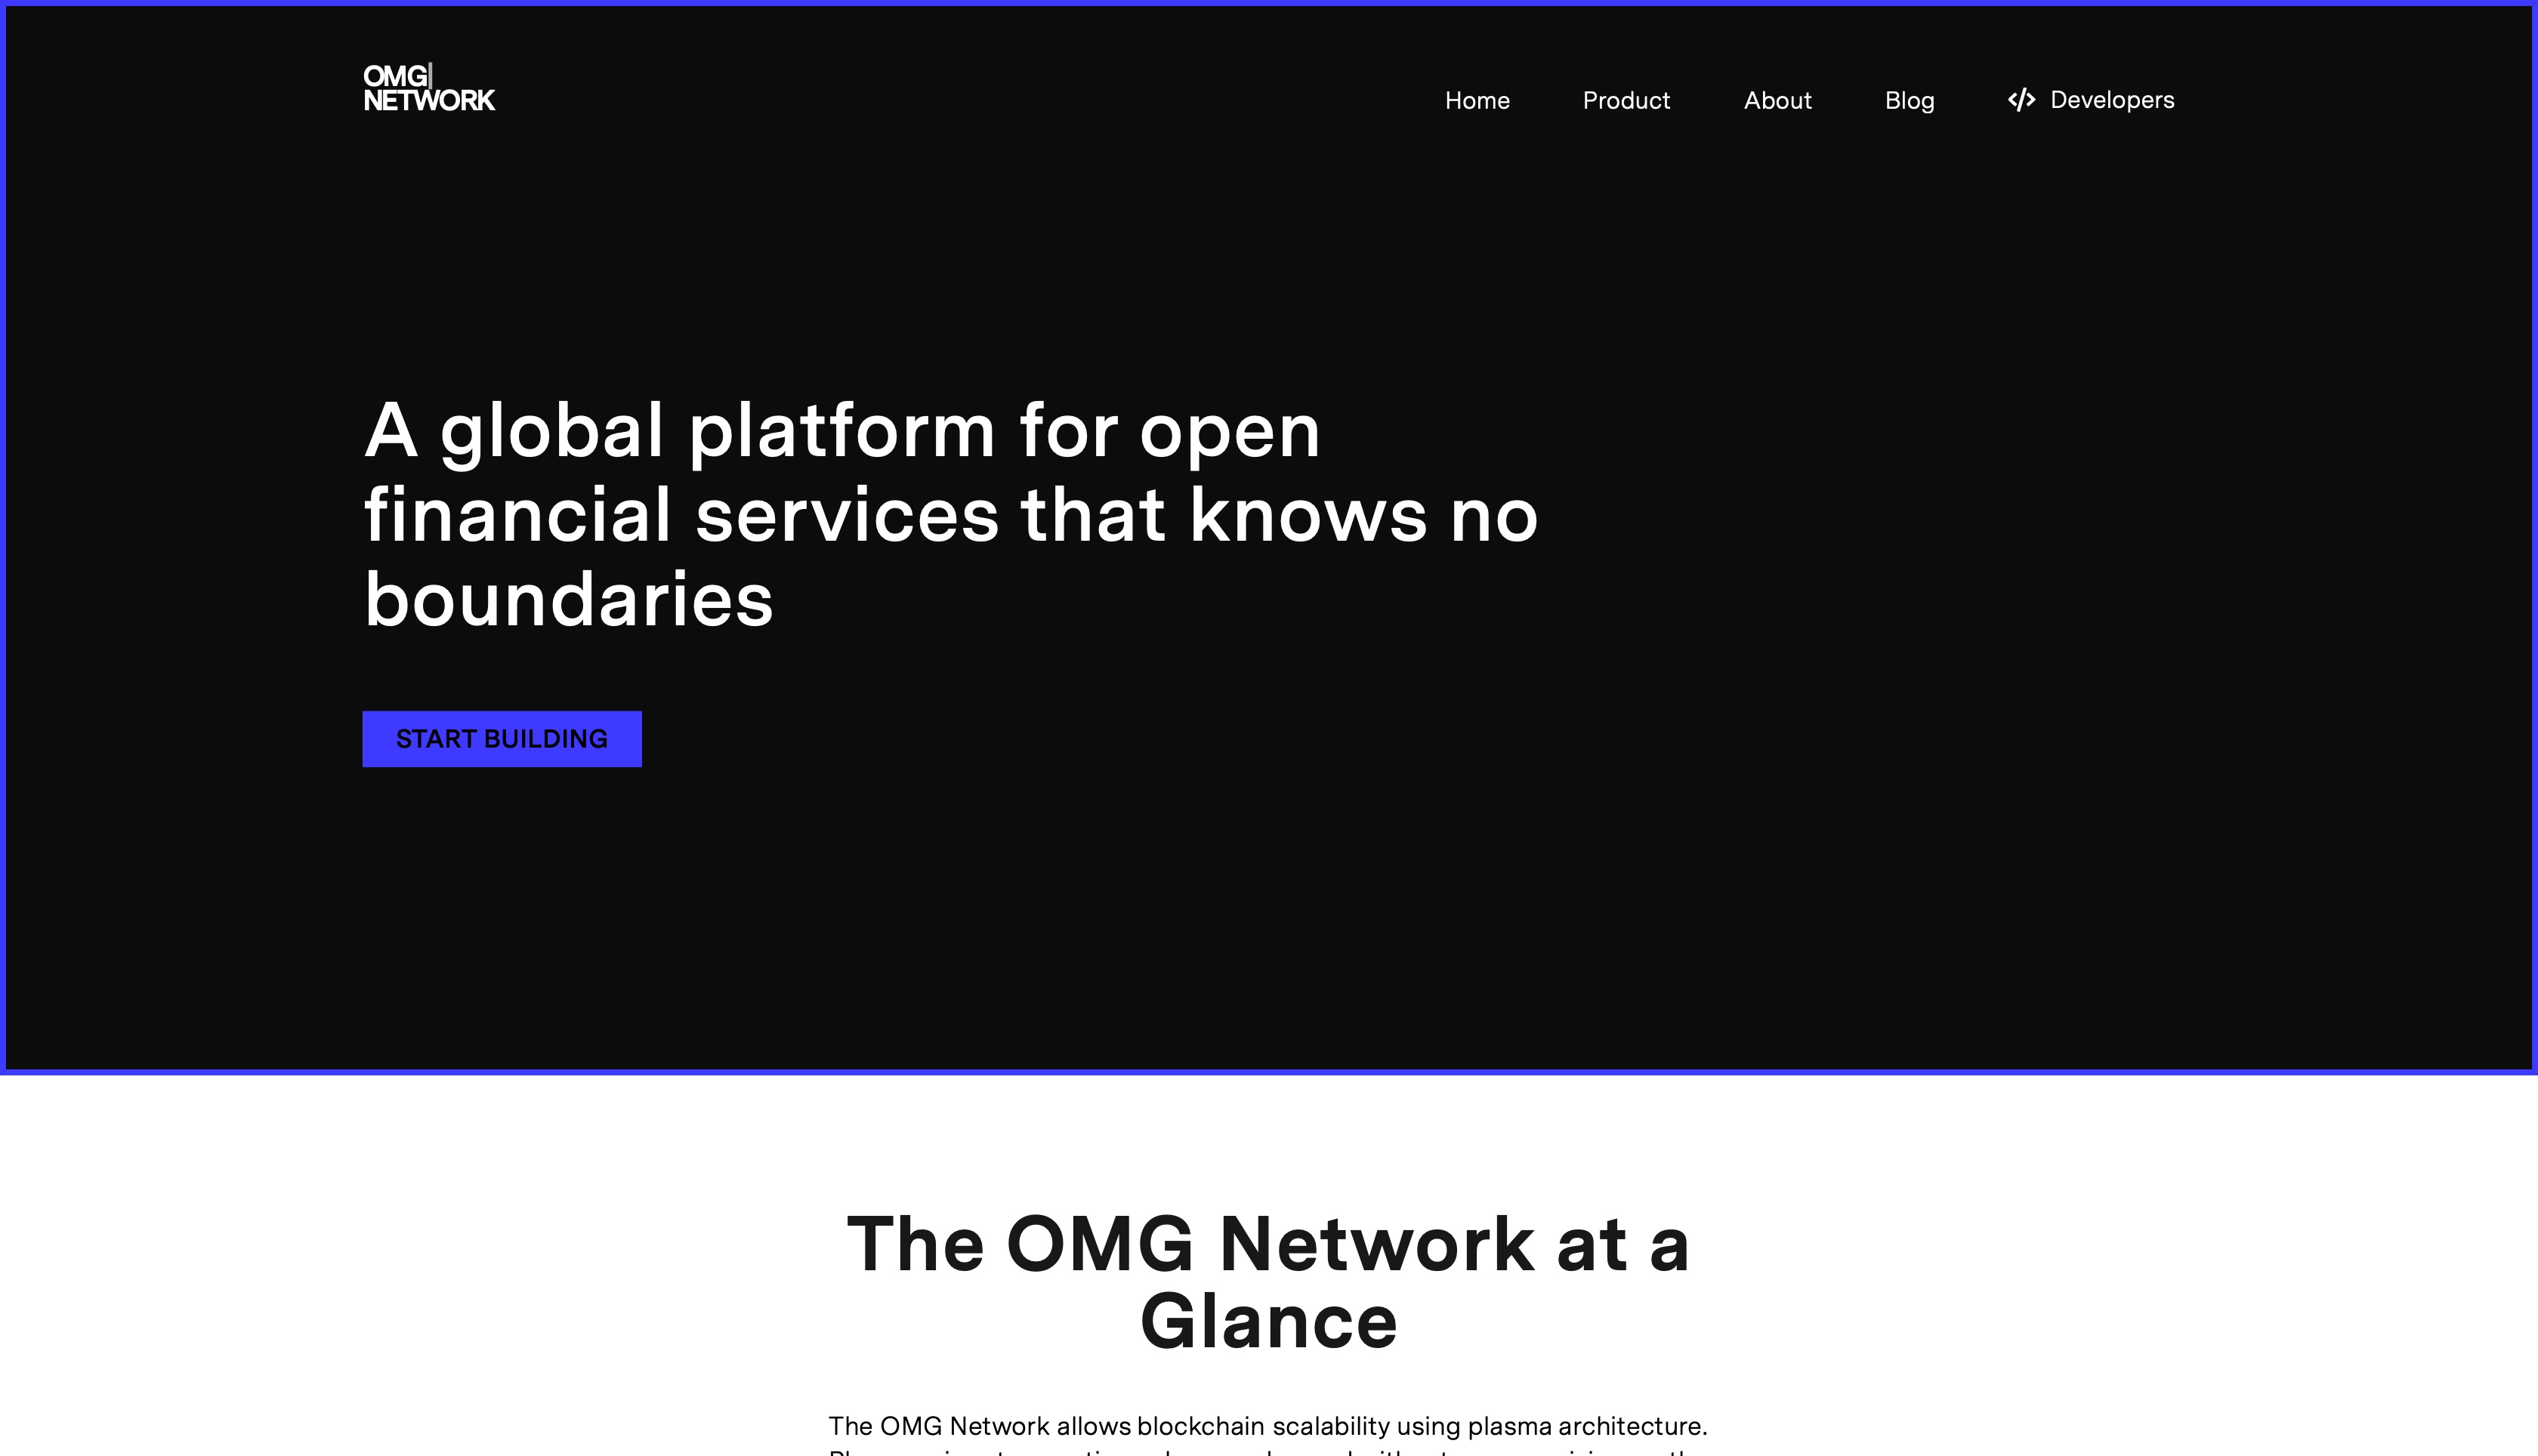 OMG
NETWORK
Home
Product
About
Blog
Developers
A global platform for open
financial services that knows no
boundaries
START BUILDING
The OMG Network at a
Glance
The OMG Network allows blockchain scalability using plasma architecture.